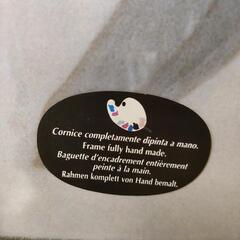 Cornice completamente dipinta a mano.
Frame fully hand made.
Baguette d'encadrement entièrement
peinte à la main.
Rahmen komplett von Hand bemalt.